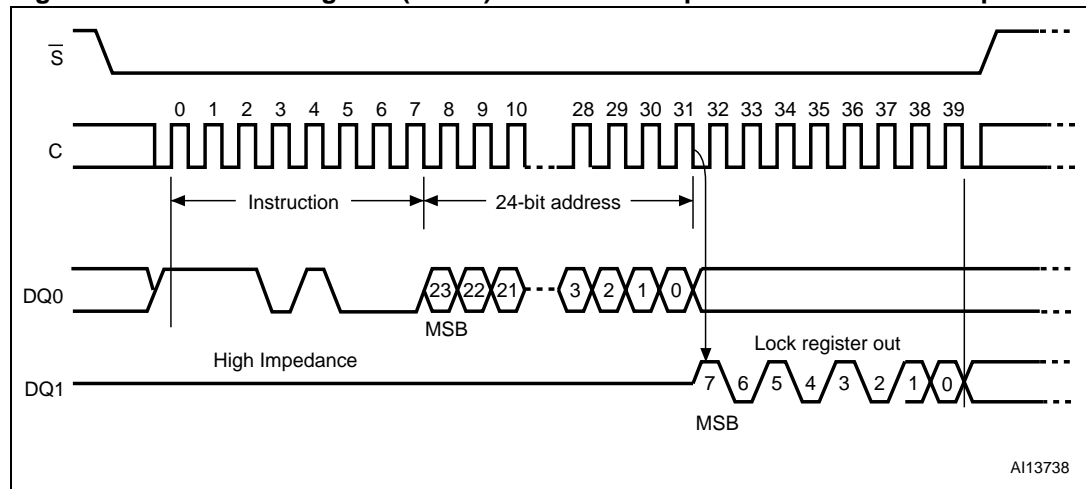 S
0 1 2 3 4 5 6 7 8 9 10 28 29 30 31 32 33 34 35 36 37 38 39
C
Instruction 24-bit address
DQ0 23 22 21 3 2 1 0
MSB
High Impedance Lock register out
DQ1 7 6 5 4 3 2 1 0
MSB
AI13738